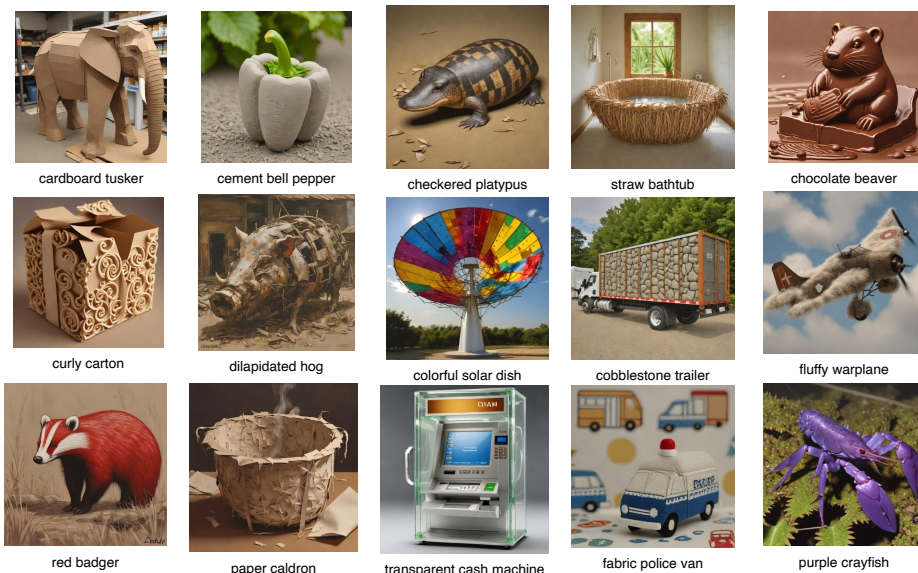 cardboard tusker
cement bell pepper
checkered platypus
straw bathtub
chocolate beaver
curly carton
dilapidated hog
colorful solar dish
cobblestone trailer
fluffy warplane
red badger
paper caldron
transparent cash machine
fabric police van
purple crayfish